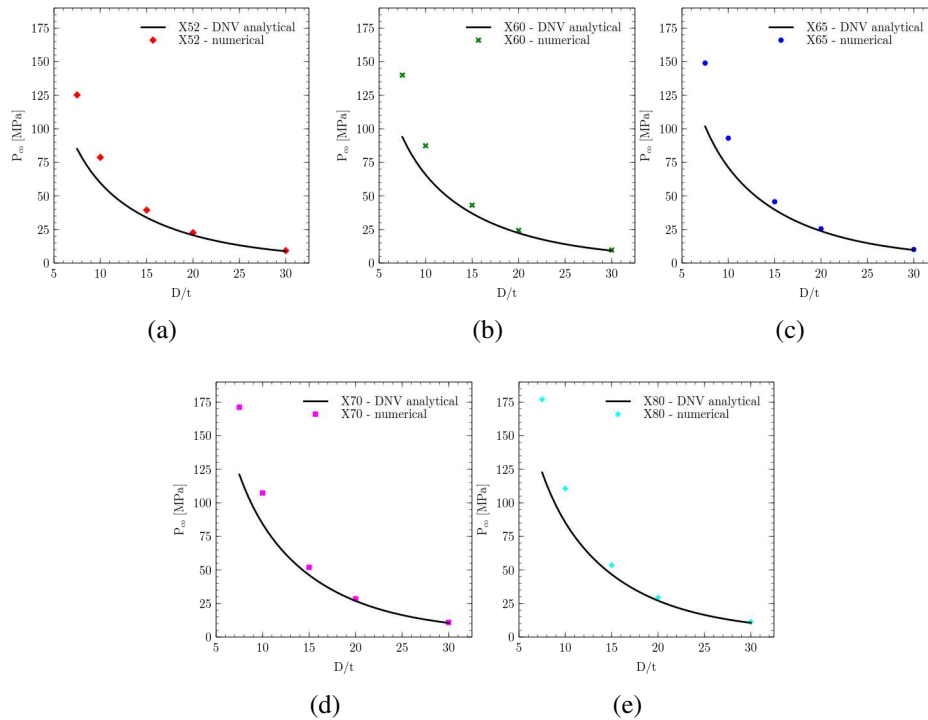 X52 - DNV analytical
X52 - numerical
175
150
125
100
75
50
25
0
P∞ [MPa]
5 10 15 20 25 30
D/t
(a)
X60 - DNV analytical
X60 - numerical
175
150
125
100
75
50
25
0
P∞ [MPa]
5 10 15 20 25 30
D/t
(b)
X65 - DNV analytical
X65 - numerical
175
150
125
100
75
50
25
0
P∞ [MPa]
5 10 15 20 25 30
D/t
(c)
X70 - DNV analytical
X70 - numerical
175
150
125
100
75
50
25
0
P∞ [MPa]
5 10 15 20 25 30
D/t
(d)
X80 - DNV analytical
X80 - numerical
175
150
125
100
75
50
25
0
P∞ [MPa]
5 10 15 20 25 30
D/t
(e)